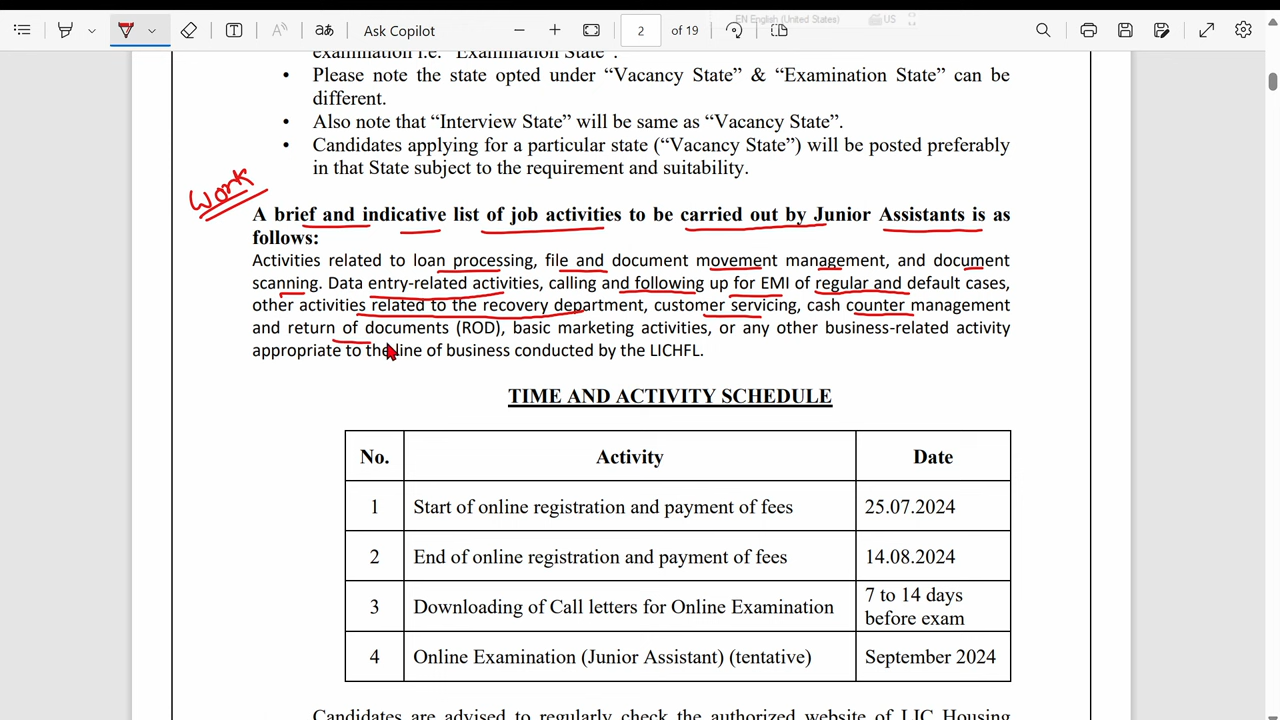 EN English (United States) US
Ask Copilot 2 of 19
examination i.e. "Examination State".
• Please note the state opted under "Vacancy State" & "Examination State" can be
different.
• Also note that "Interview State" will be same as "Vacancy State".
• Candidates applying for a particular state ("Vacancy State") will be posted preferably
in that State subject to the requirement and suitability.
Work
A brief and indicative list of job activities to be carried out by Junior Assistants is as
follows:
Activities related to loan processing, file and document movement management, and document
scanning. Data entry-related activities, calling and following up for EMI of regular and default cases,
other activities related to the recovery department, customer servicing, cash counter management
and return of documents (ROD), basic marketing activities, or any other business-related activity
appropriate to the line of business conducted by the LICHFL.
TIME AND ACTIVITY SCHEDULE
No. Activity Date
1 Start of online registration and payment of fees 25.07.2024
2 End of online registration and payment of fees 14.08.2024
3 Downloading of Call letters for Online Examination 7 to 14 days
before exam
4 Online Examination (Junior Assistant) (tentative) September 2024
Candidates are advised to regularly check the authorized website of LIC Housing